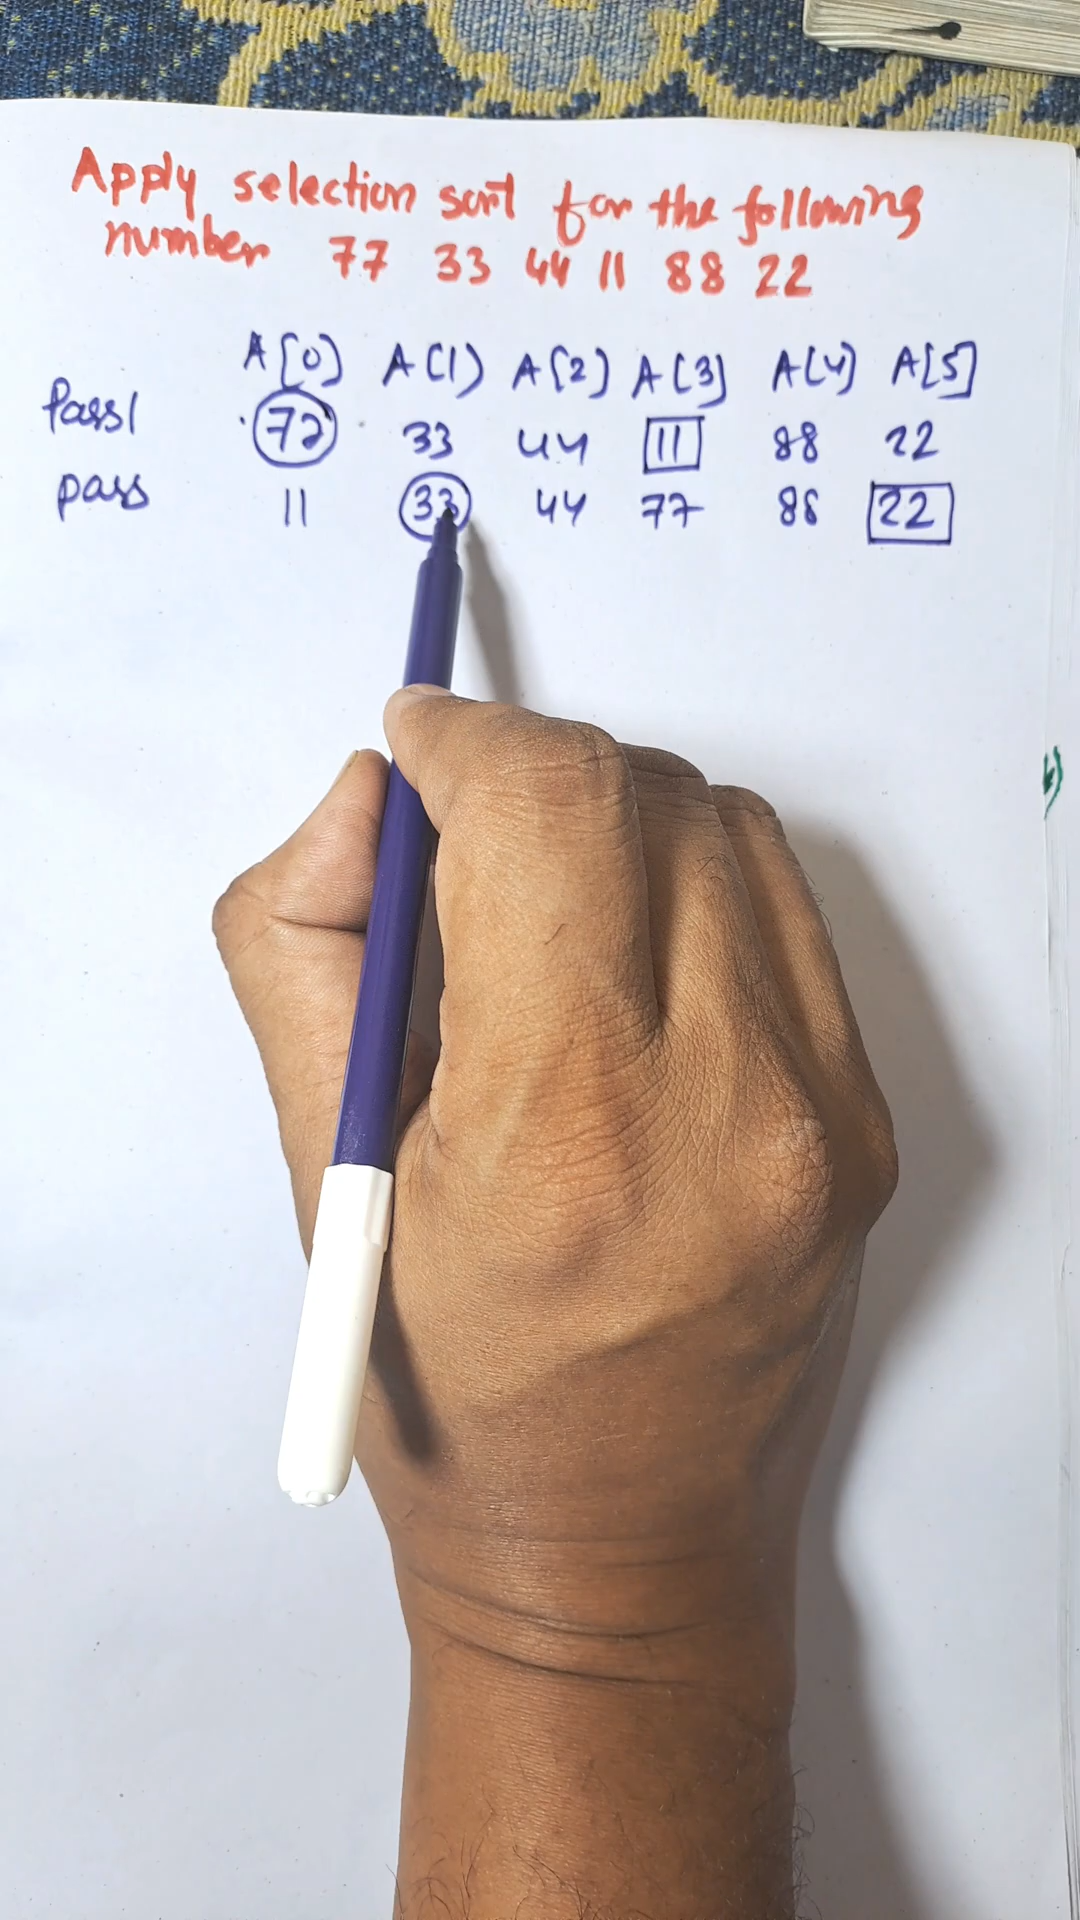 Apply selection sort for the following
number 77 33 44 11 88 22
A[0] A[1] A[2] A[3] A[4] A[5]
Pass1 72 33 44 11 88 22
pass 11 33 44 77 88 22